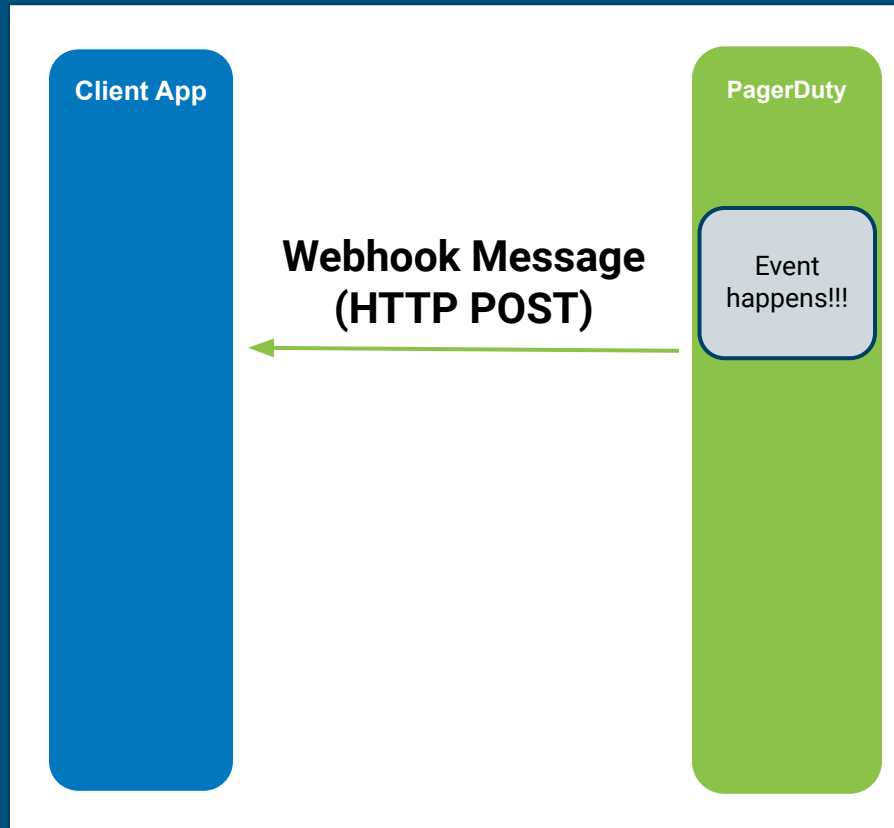 Client App
PagerDuty
Webhook Message
(HTTP POST)
Event
happens!!!